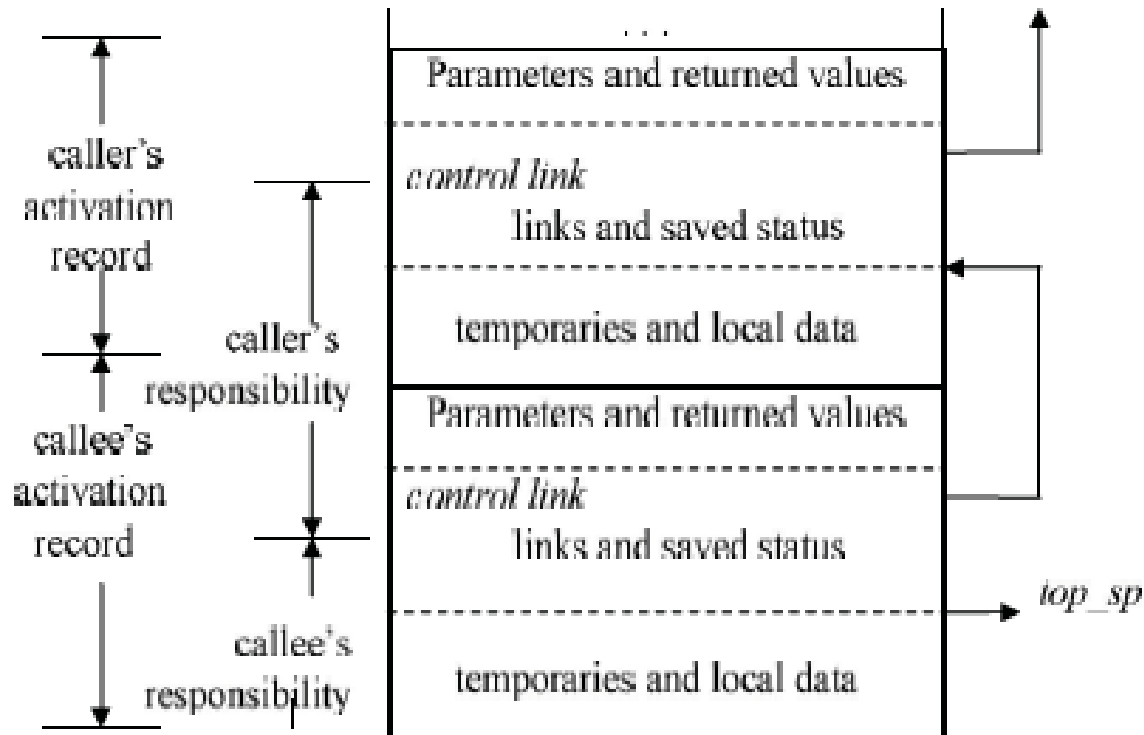 . . .
Parameters and returned values
control link
links and saved status
temporaries and local data
Parameters and returned values
control link
links and saved status
temporaries and local data
caller's
activation
record
callee's
activation
record
caller's
responsibility
callee's
responsibility
top_sp